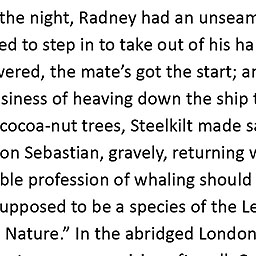 the night, Radney had an unseam
ed to step in to take out of his ha
vered, the mate’s got the start; an
siness of heaving down the ship t
cocoa-nut trees, Steelkilt made sa
on Sebastian, gravely, returning w
ble profession of whaling should
upposed to be a species of the Le
Nature.” In the abridged London